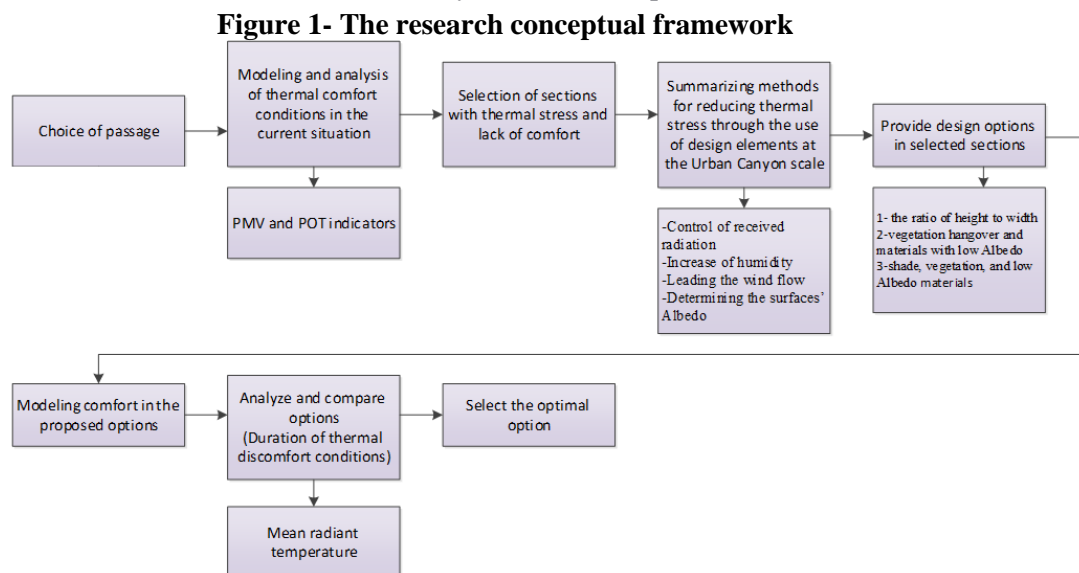 Figure 1- The research conceptual framework
Choice of passage
Modeling and analysis
of thermal comfort
conditions in the
current situation
PMV and POT indicators
Selection of sections
with thermal stress and
lack of comfort
Summarizing methods
for reducing thermal
stress through the use
of design elements at
the Urban Canyon scale
-Control of received
radiation
-Increase of humidity
-Leading the wind flow
-Determining the surfaces'
Albedo
Provide design options
in selected sections
1- the ratio of height to width
2-vegetation hangover and
materials with low Albedo
3-shade, vegetation, and low
Albedo materials
Modeling comfort in the
proposed options
Analyze and compare
options
(Duration of thermal
discomfort conditions)
Mean radiant
temperature
Select the optimal
option